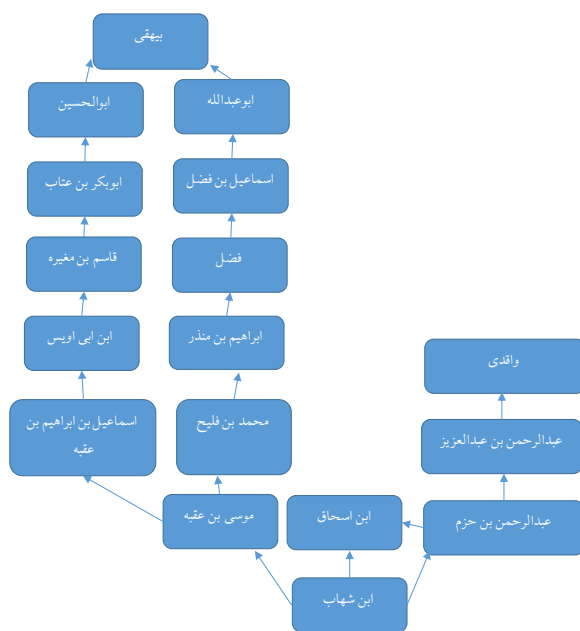 بیهقی
ابوعبدالله
ابوالحسین
اسماعیل بن فضل
ابوبکر بن عتاب
فضل
قاسم بن مغیره
ابراهیم بن منذر
ابن ابی اویس
واقدی
محمد بن فلیح
اسماعیل بن ابراهیم بن
عقبه
عبدالرحمن بن عبدالعزیز
موسی بن عقبه
ابن اسحاق
عبدالرحمن بن حزم
ابن شهاب